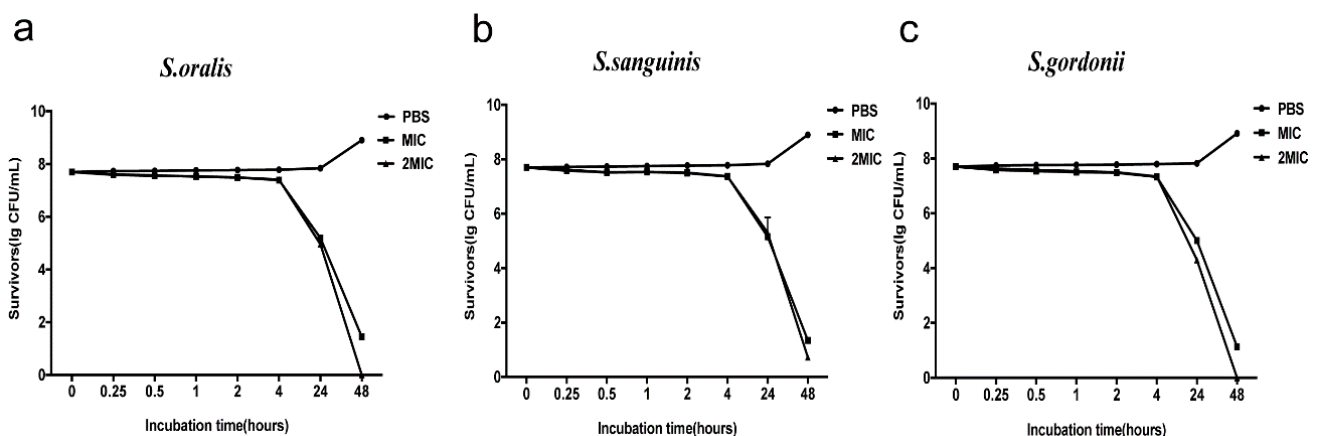 a
S.oralis
10
8
6
4
2
0
Survivors(lg CFU/mL)
0 0.25 0.5 1 2 4 24 48
Incubation time(hours)
PBS
MIC
2MIC
b
S.sanguinis
10
8
6
4
2
0
Survivors(lg CFU/mL)
0 0.25 0.5 1 2 4 24 48
Incubation time(hours)
PBS
MIC
2MIC
c
S.gordonii
10
8
6
4
2
0
Survivors(lg CFU/mL)
0 0.25 0.5 1 2 4 24 48
Incubation time(hours)
PBS
MIC
2MIC